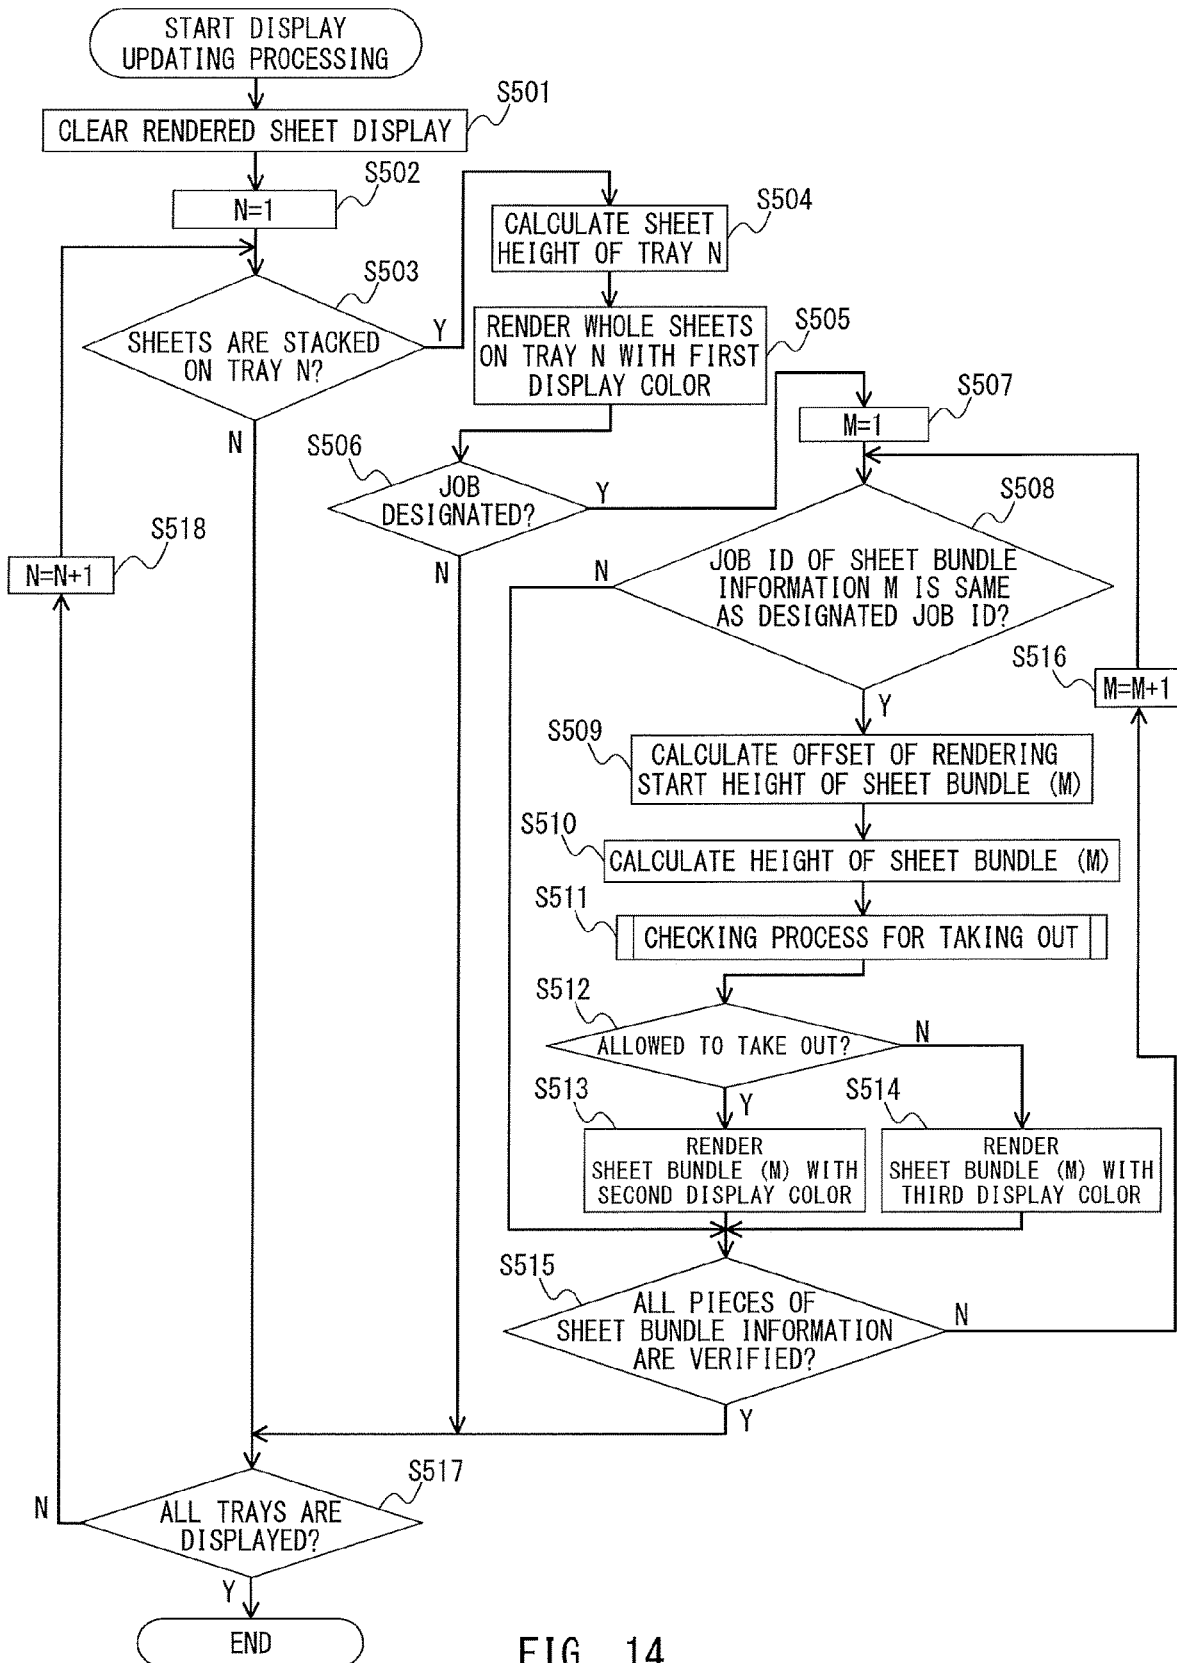 START DISPLAY
UPDATING PROCESSING
S501
CLEAR RENDERED SHEET DISPLAY
S502
N=1
S503
SHEETS ARE STACKED
ON TRAY N?
Y
N
S504
CALCULATE SHEET
HEIGHT OF TRAY N
S505
RENDER WHOLE SHEETS
ON TRAY N WITH FIRST
DISPLAY COLOR
S506
JOB
DESIGNATED?
Y
N
S507
M=1
S508
JOB ID OF SHEET BUNDLE
INFORMATION M IS SAME
AS DESIGNATED JOB ID?
N
Y
S509
CALCULATE OFFSET OF RENDERING
START HEIGHT OF SHEET BUNDLE (M)
S510
CALCULATE HEIGHT OF SHEET BUNDLE (M)
S511
CHECKING PROCESS FOR TAKING OUT
S512
ALLOWED TO TAKE OUT?
N
Y
S513
RENDER
SHEET BUNDLE (M) WITH
SECOND DISPLAY COLOR
S514
RENDER
SHEET BUNDLE (M) WITH
THIRD DISPLAY COLOR
S515
ALL PIECES OF
SHEET BUNDLE INFORMATION
ARE VERIFIED?
N
Y
S516
M=M+1
S517
ALL TRAYS ARE
DISPLAYED?
N
Y
S518
N=N+1
END
FIG. 14